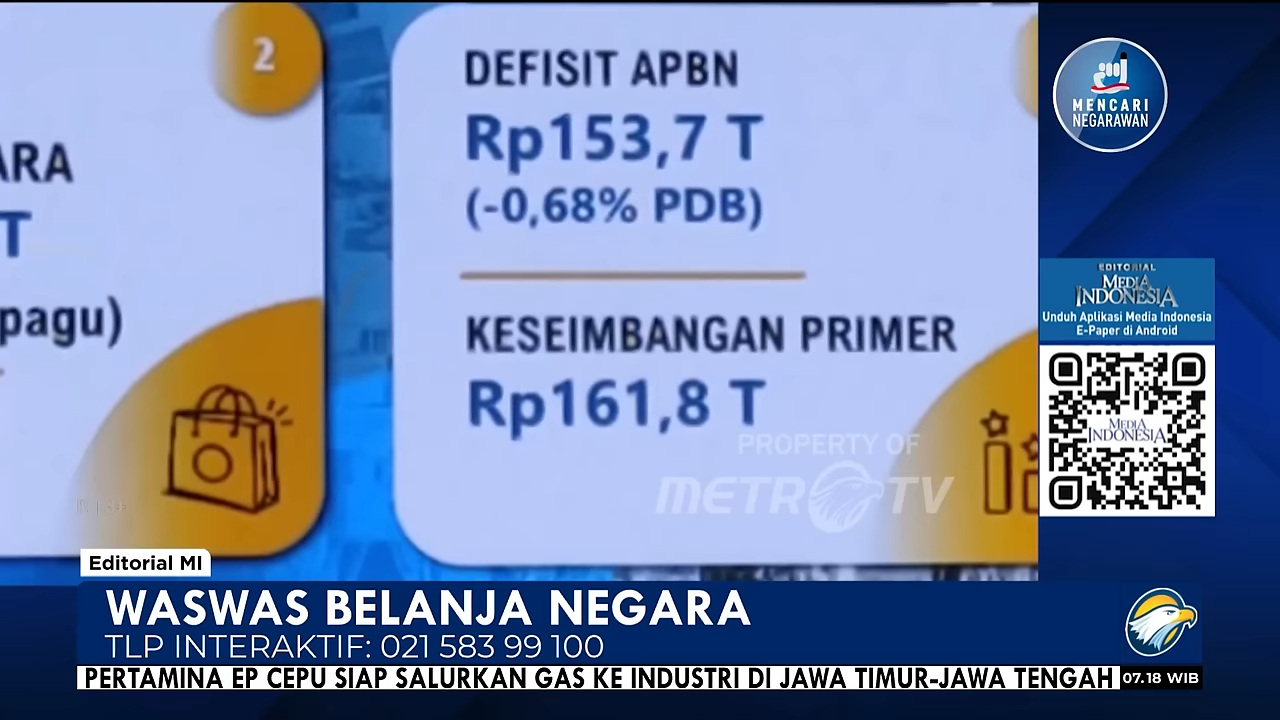 2
ARA
T
pagu)
DEFISIT APBN
Rp153,7 T
(-0,68% PDB)
KESEIMBANGAN PRIMER
Rp161,8 T
PROPERTY OF
METRO TV
MENCARI
NEGARAWAN
EDITORIAL
MEDIA
INDONESIA
Unduh Aplikasi Media Indonesia
E-Paper di Android
MEDIA
INDONESIA
Editorial MI
WASWAS BELANJA NEGARA
TLP INTERAKTIF: 021 583 99 100
PERTAMINA EP CEPU SIAP SALURKAN GAS KE INDUSTRI DI JAWA TIMUR-JAWA TENGAH
07.18 WIB